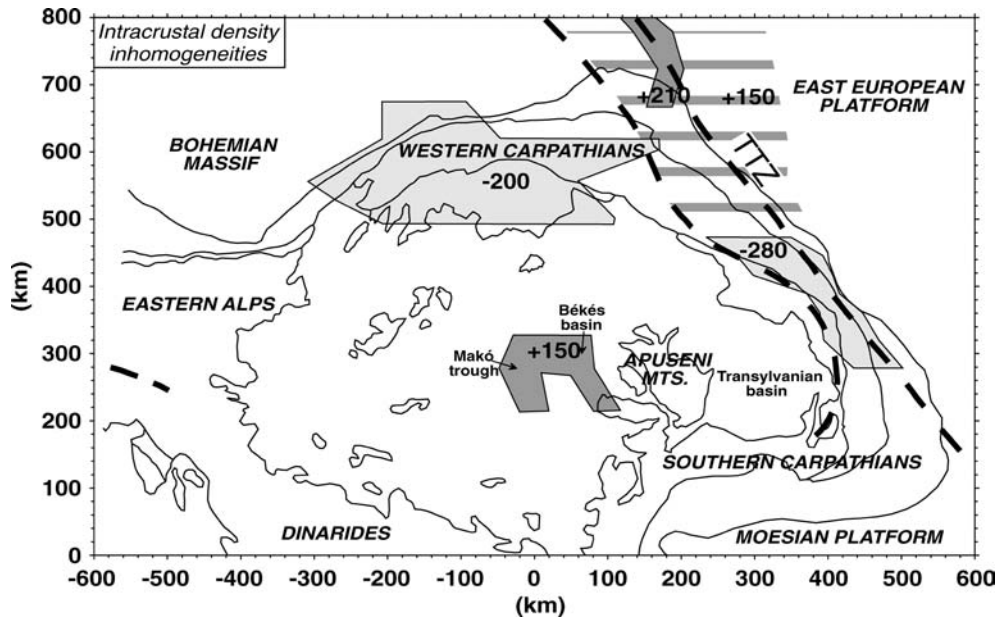 Intracrustal density
inhomogeneities
800
700
600
500
400
300
200
100
0
(km)
BOHEMIAN
MASSIF
WESTERN CARPATHIANS
-200
+210
+150
EAST EUROPEAN
PLATFORM
TTZ
-280
EASTERN ALPS
Békés
basin
Makó
trough
+150
APUSENI
MTS.
Transylvanian
basin
SOUTHERN CARPATHIANS
DINARIDES
MOESIAN PLATFORM
-600 -500 -400 -300 -200 -100 0 100 200 300 400 500 600
(km)